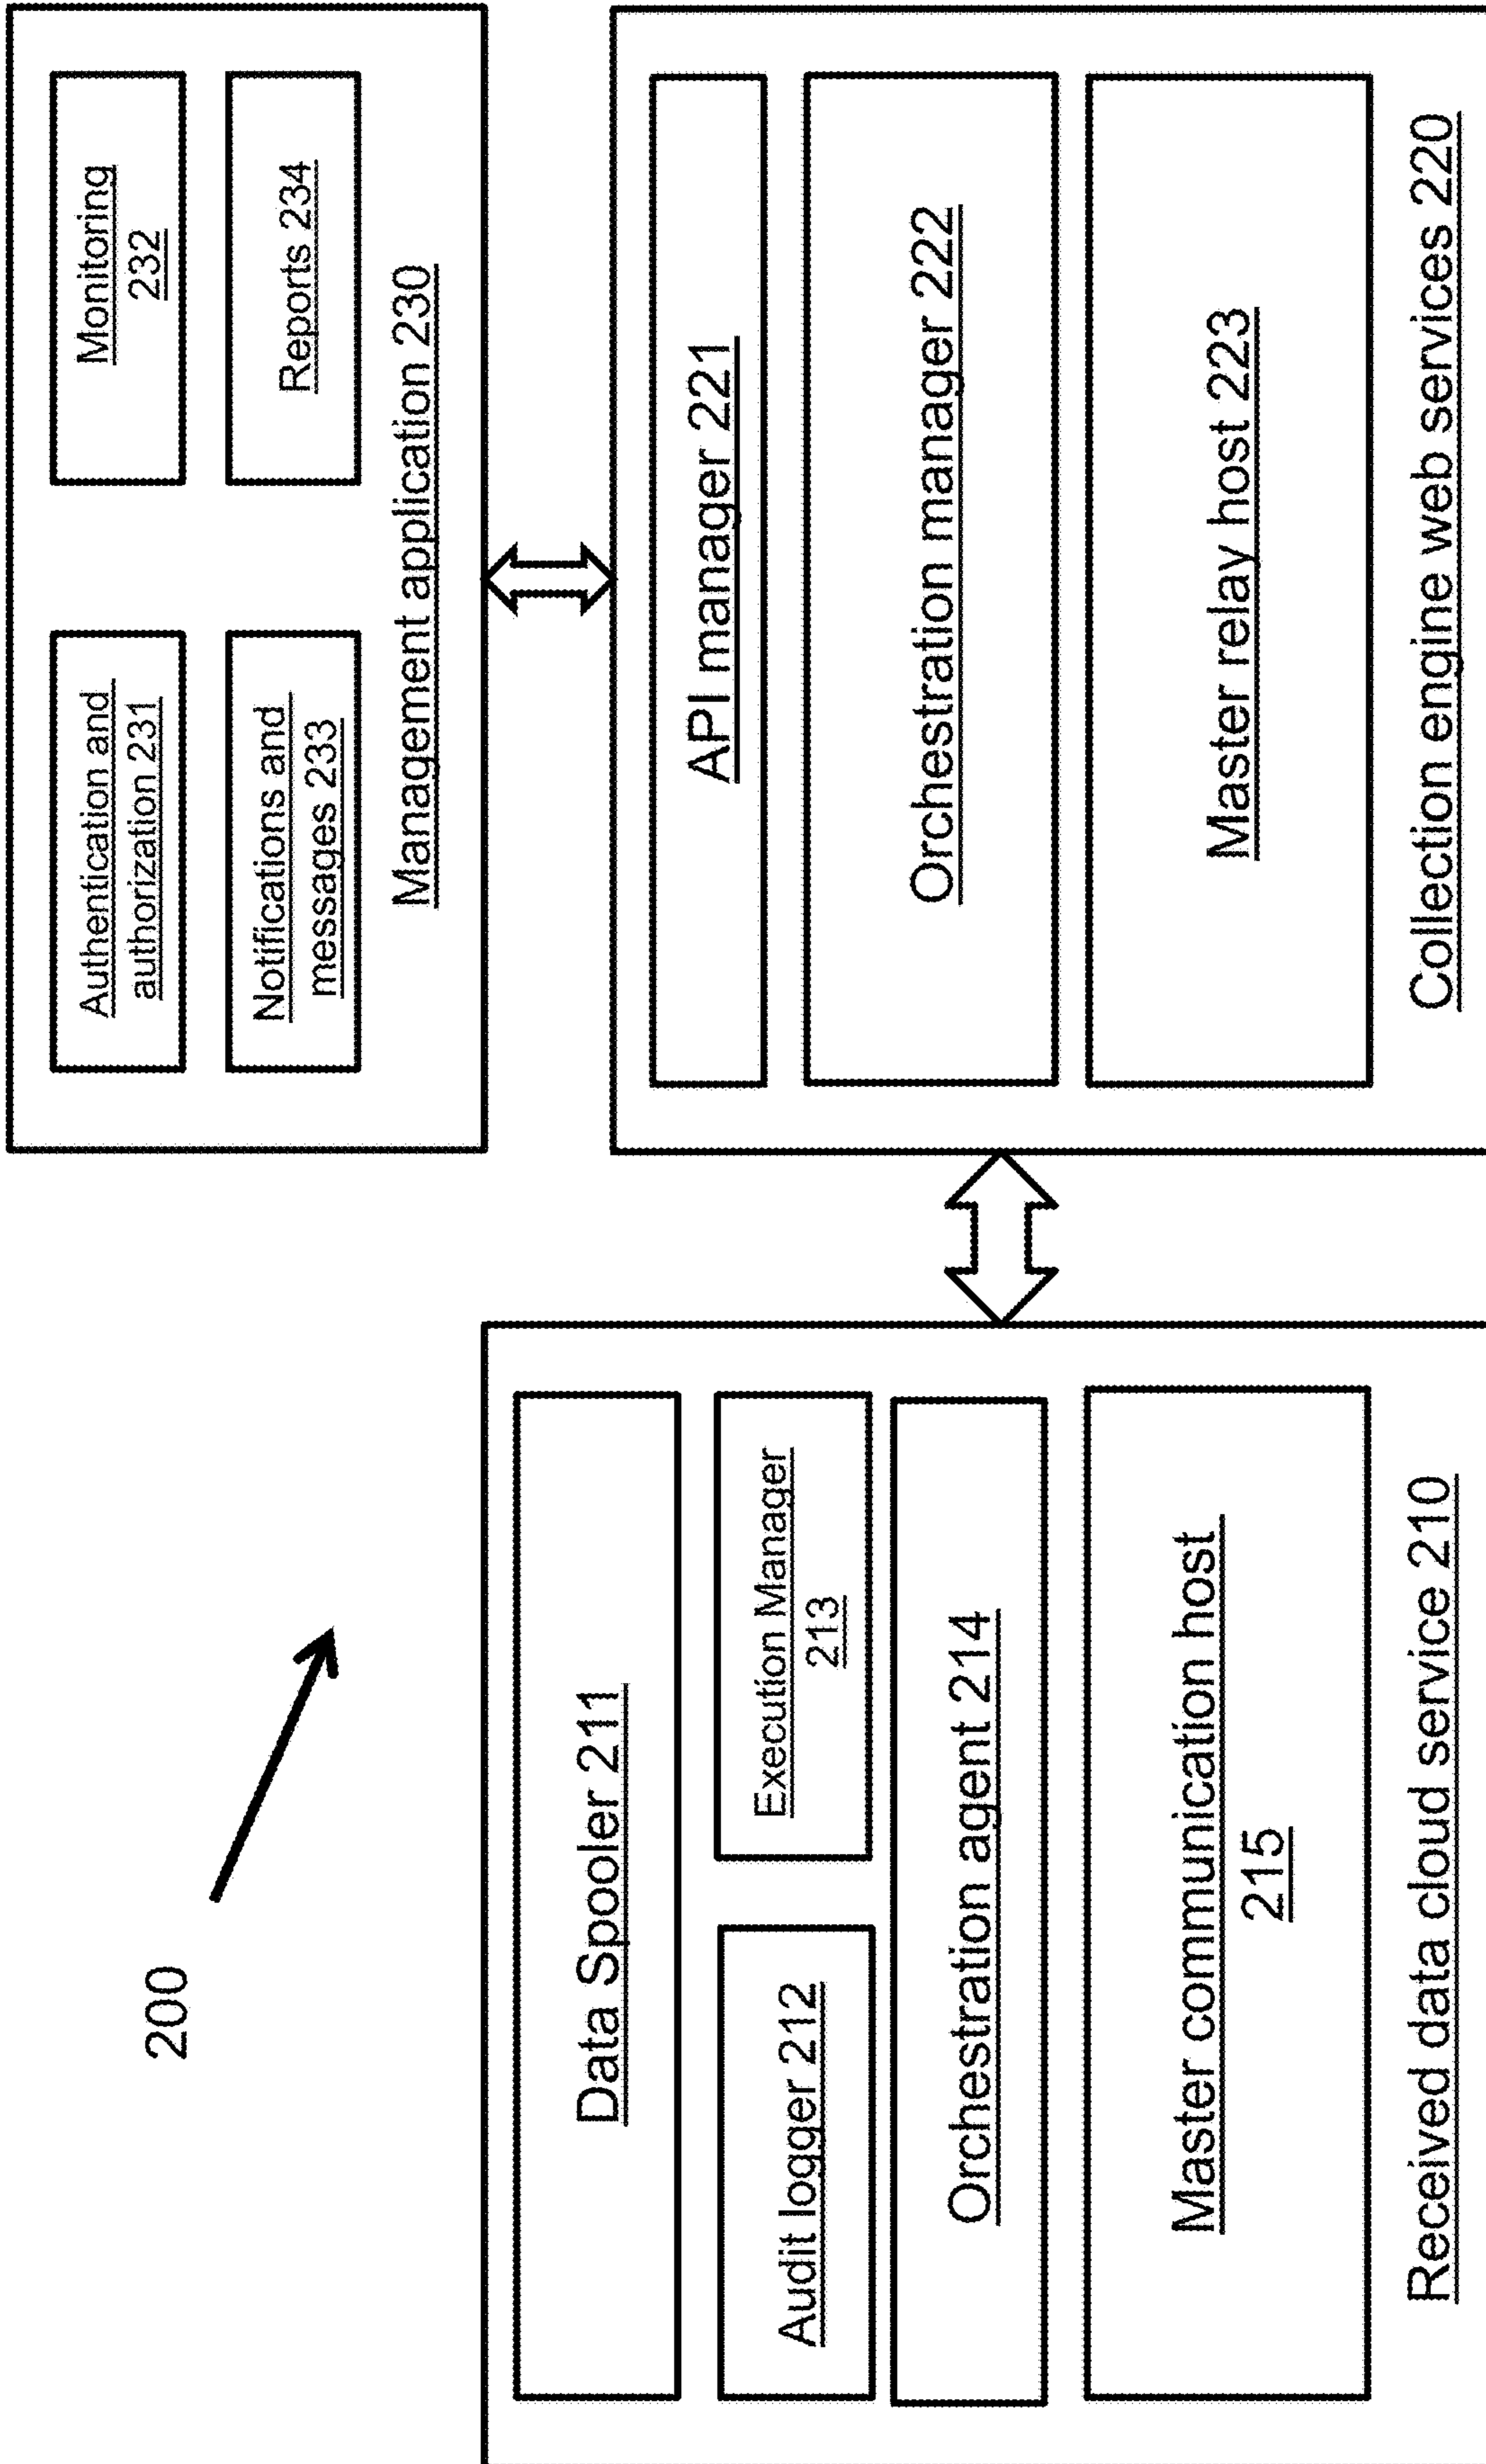 200
Data Spooler 211
Audit logger 212
Execution Manager
213
Orchestration agent 214
Master communication host
215
Received data cloud service 210
Authentication and
authorization 231
Monitoring
232
Notifications and
messages 233
Reports 234
Management application 230
API manager 221
Orchestration manager 222
Master relay host 223
Collection engine web services 220